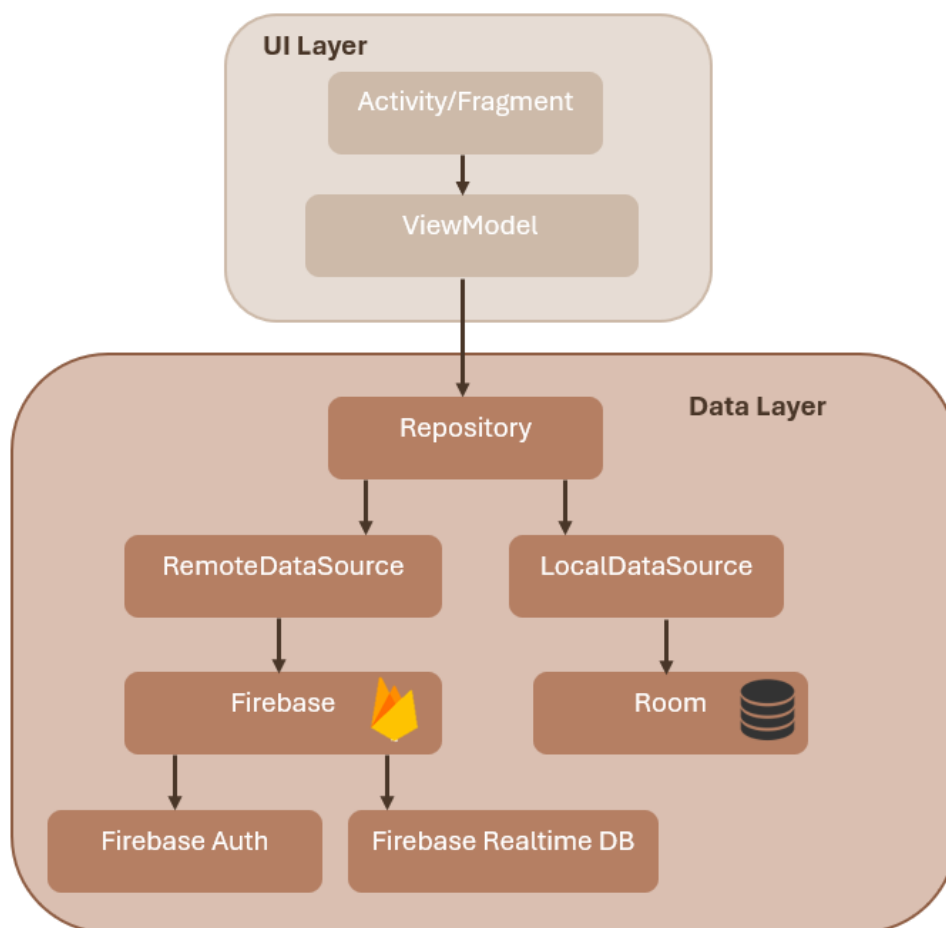 UI Layer
Activity/Fragment
ViewModel
Data Layer
Repository
RemoteDataSource
LocalDataSource
Firebase
Room
Firebase Auth
Firebase Realtime DB